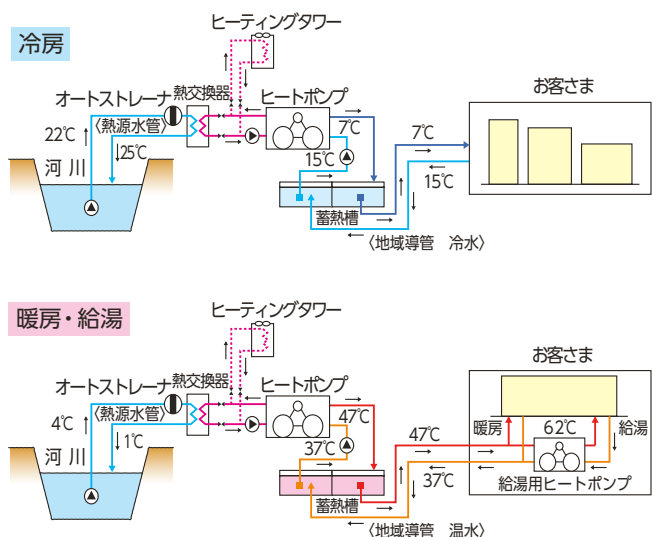 冷房
ヒーティングタワー
オートストレーナ
熱交換器
ヒートポンプ
お客さま
〈熱源水管〉
22℃
25℃
河川
7℃
15℃
7℃
15℃
蓄熱槽
〈地域導管 冷水〉
暖房・給湯
ヒーティングタワー
オートストレーナ
熱交換器
ヒートポンプ
お客さま
〈熱源水管〉
4℃
1℃
河川
47℃
37℃
47℃
37℃
暖房
62℃
給湯
給湯用ヒートポンプ
蓄熱槽
〈地域導管 温水〉